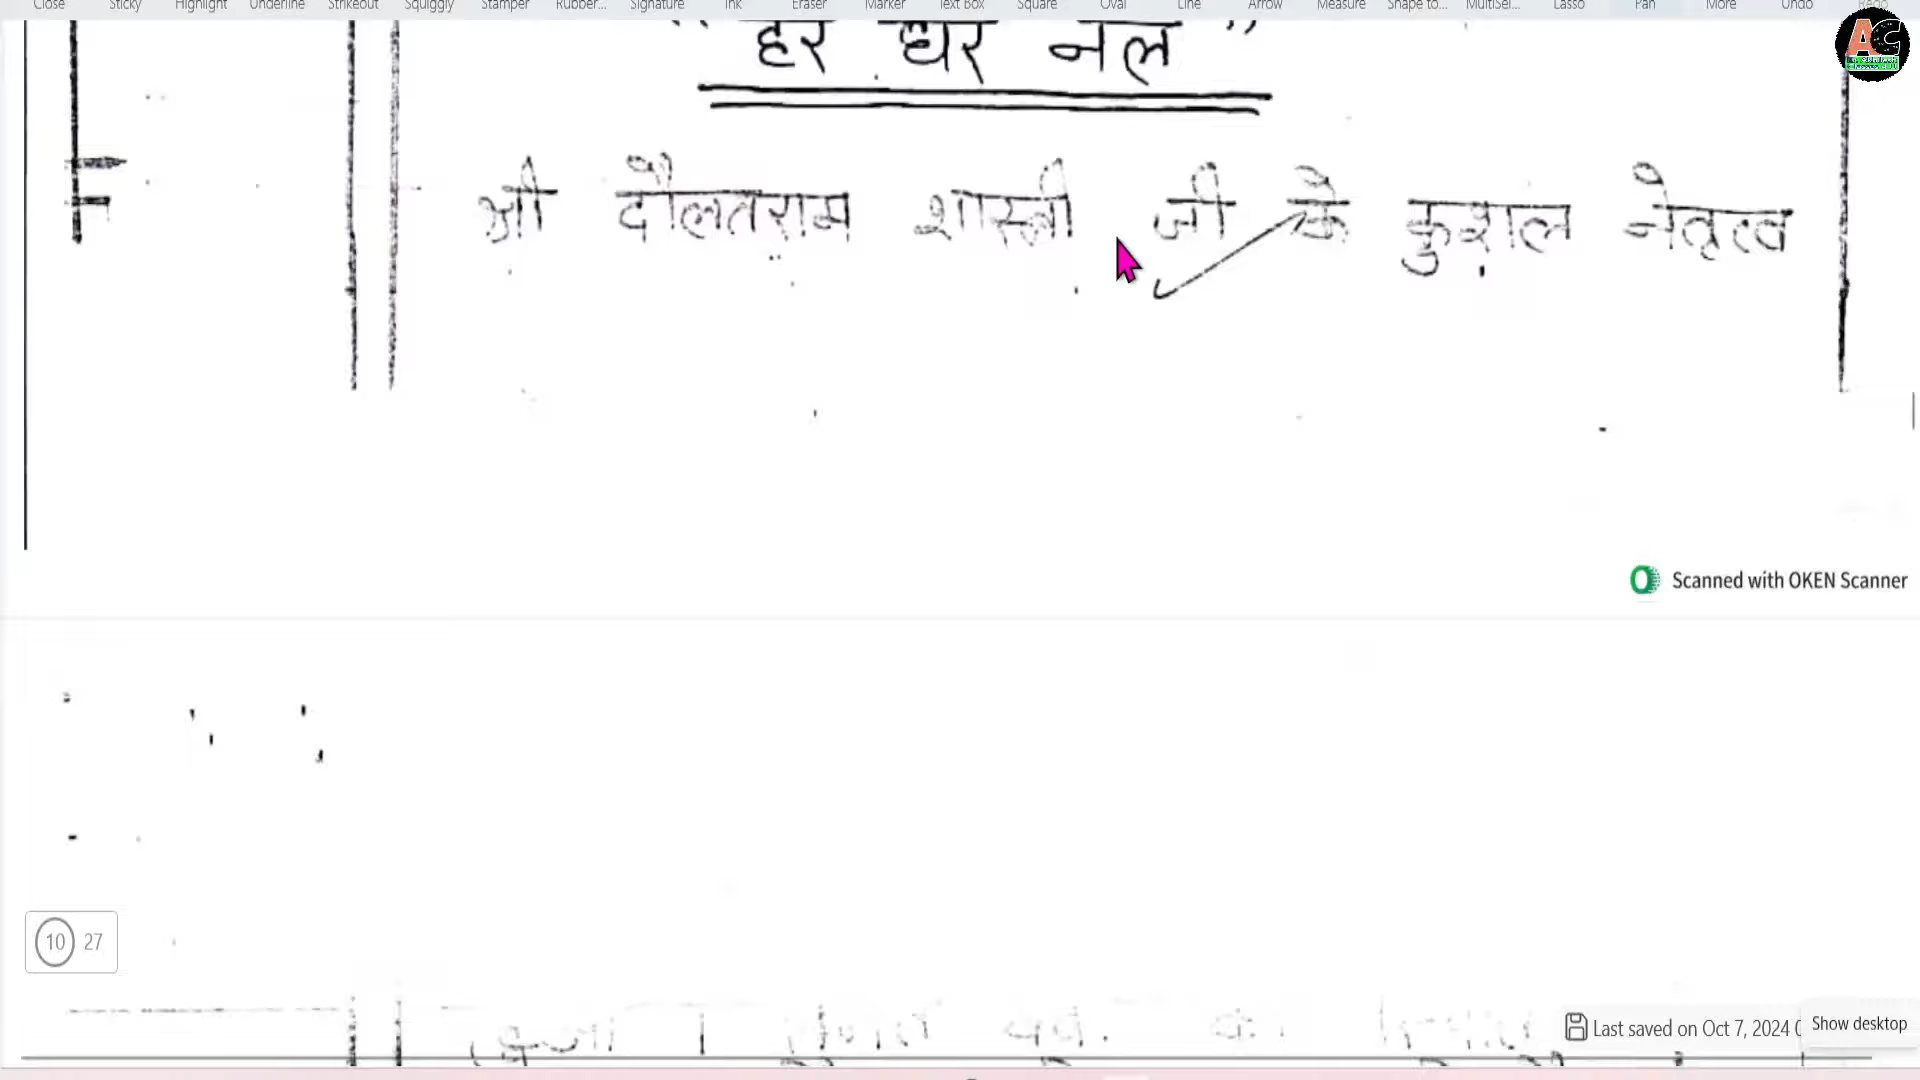 Close Sticky Highlight Underline Strikeout Squiggly Stamper Rubber... Signature Ink Eraser Marker Text Box Square Oval Line Arrow Measure Shape to... MultiSel... Lasso Pan More Undo Redo
AC
"हर घर नल"
श्री दौलतराम शास्त्री जी के कुशल नेतृत्व
Scanned with OKEN Scanner
10 27
हुआ।
Last saved on Oct 7, 2024
Show desktop